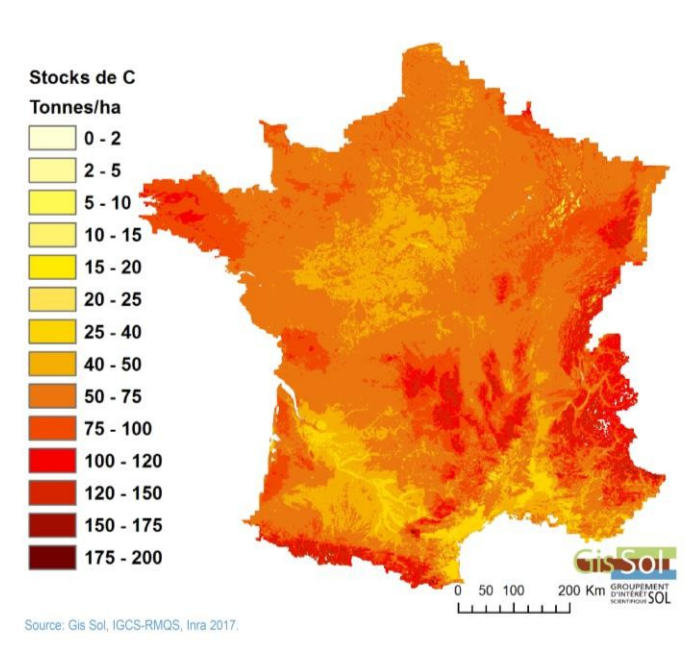 Stocks de C
Tonnes/ha
0 - 2
2 - 5
5 - 10
10 - 15
15 - 20
20 - 25
25 - 40
40 - 50
50 - 75
75 - 100
100 - 120
120 - 150
150 - 175
175 - 200
Gis Sol
GROUPEMENT
D'INTÉRÊT
SCIENTIFIQUE SOL
0 50 100 200 Km
Source: Gis Sol, IGCS-RMQS, Inra 2017.